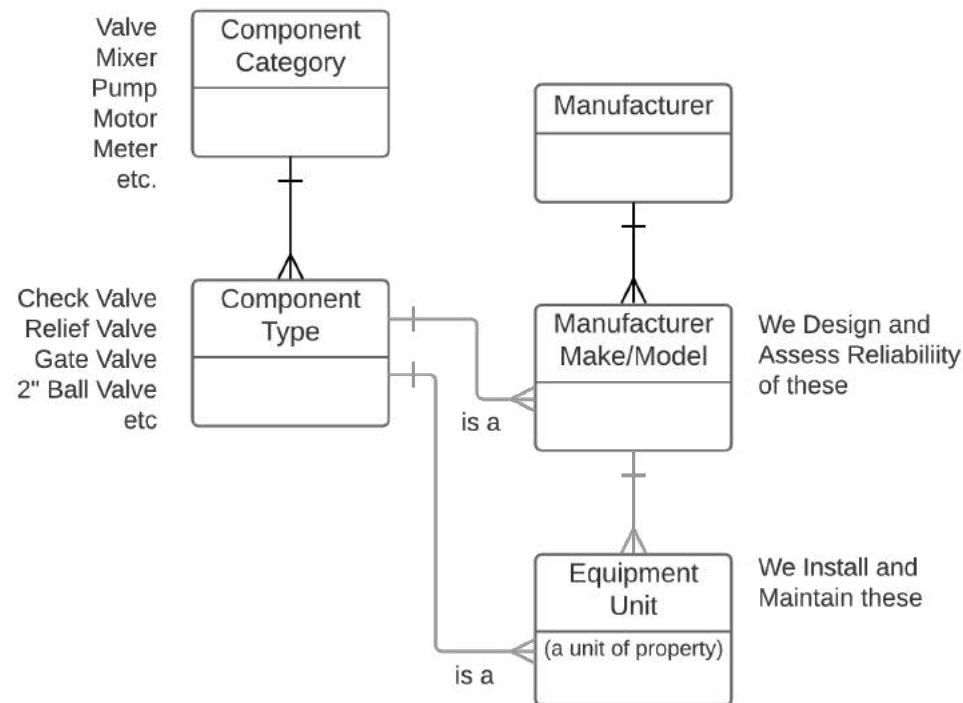 Valve
Mixer
Pump
Motor
Meter
etc.
Component
Category
Manufacturer
Check Valve
Relief Valve
Gate Valve
2" Ball Valve
etc
Component
Type
Manufacturer
Make/Model
We Design and
Assess Reliabiliity
of these
is a
Equipment
Unit
(a unit of property)
We Install and
Maintain these
is a